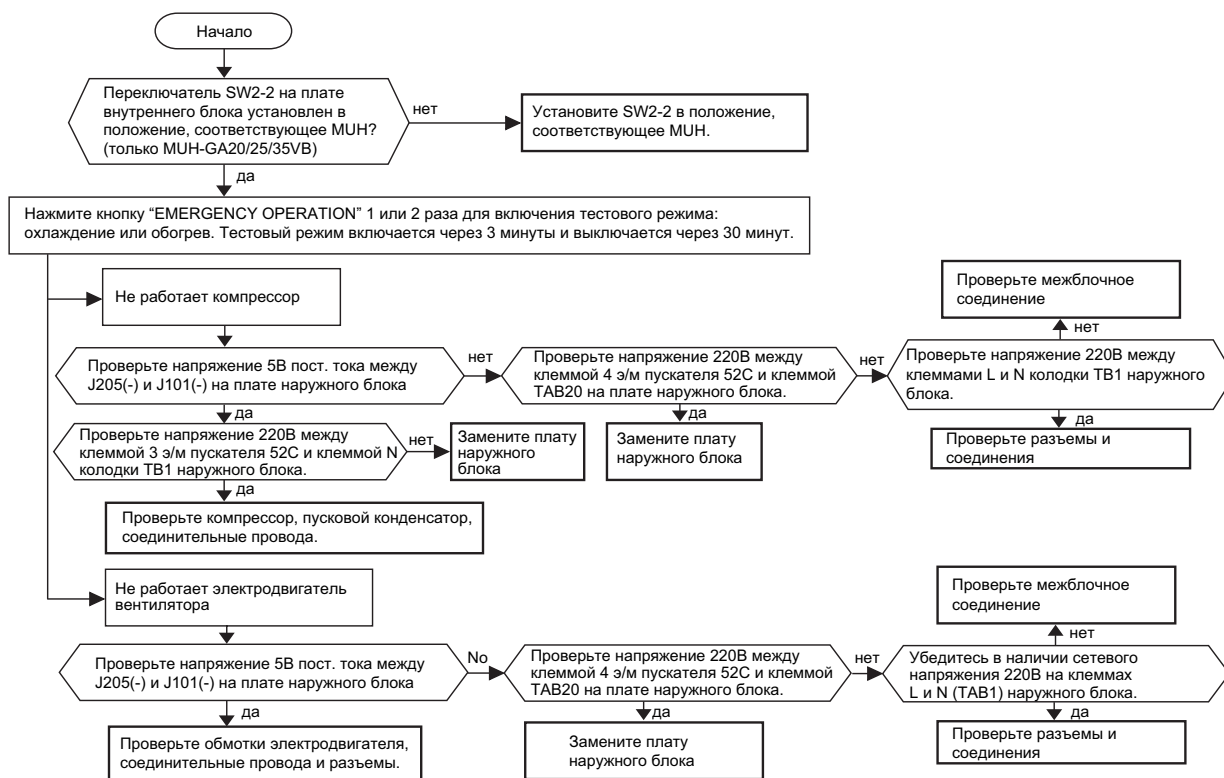 Начало
Переключатель SW2-2 на плате
внутреннего блока установлен в
положение, соответствующее MUH?
(только MUH-GA20/25/35VB)
нет
Установите SW2-2 в положение,
соответствующее MUH.
да
Нажмите кнопку “EMERGENCY OPERATION” 1 или 2 раза для включения тестового режима:
охлаждение или обогрев. Тестовый режим включается через 3 минуты и выключается через 30 минут.
Не работает компрессор
Проверьте межблочное
соединение
нет
Проверьте напряжение 5В пост. тока между
J205(-) и J101(-) на плате наружного блока
нет
Проверьте напряжение 220В между
клеммой 4 э/м пускателя 52С и клеммой
TAB20 на плате наружного блока.
нет
Проверьте напряжение 220В между
клеммами L и N колодки TB1 наружного
блока.
да
да
да
Проверьте напряжение 220В между
клеммой 3 э/м пускателя 52С и клеммой N
колодки TB1 наружного блока.
нет
Замените плату
наружного
блока
Замените плату
наружного блока
Проверьте разъемы и
соединения
да
Проверьте компрессор, пусковой конденсатор,
соединительные провода.
Не работает электродвигатель
вентилятора
Проверьте межблочное
соединение
нет
Проверьте напряжение 5В пост. тока между
J205(-) и J101(-) на плате наружного блока
No
Проверьте напряжение 220В между
клеммой 4 э/м пускателя 52С и клеммой
TAB20 на плате наружного блока.
нет
Убедитесь в наличии сетевого
напряжения 220В на клеммах
L и N (TAB1) наружного блока.
да
да
Проверьте обмотки электродвигателя,
соединительные провода и разъемы.
Замените плату
наружного блока
Проверьте разъемы и
соединения